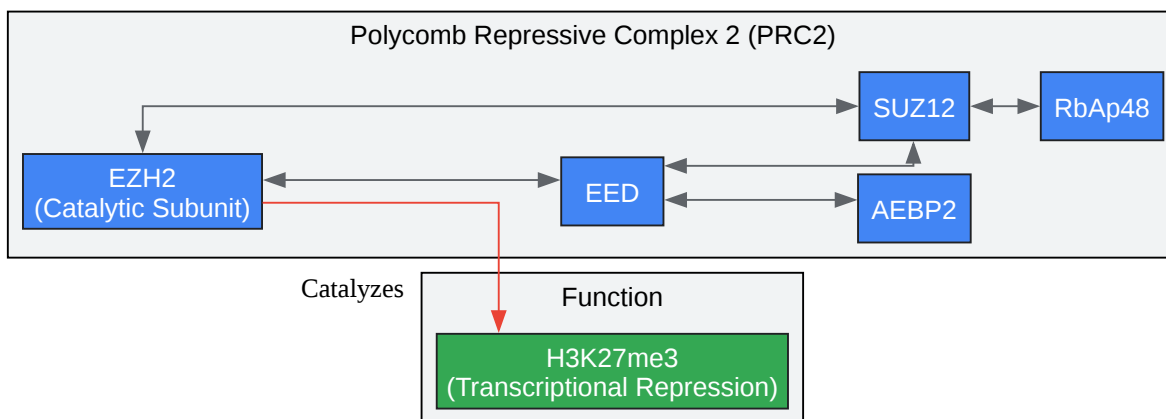 Polycomb Repressive Complex 2 (PRC2)
SUZ12
RbAp48
EZH2
(Catalytic Subunit)
EED
AEBP2
Catalyzes
Function
H3K27me3
(Transcriptional Repression)